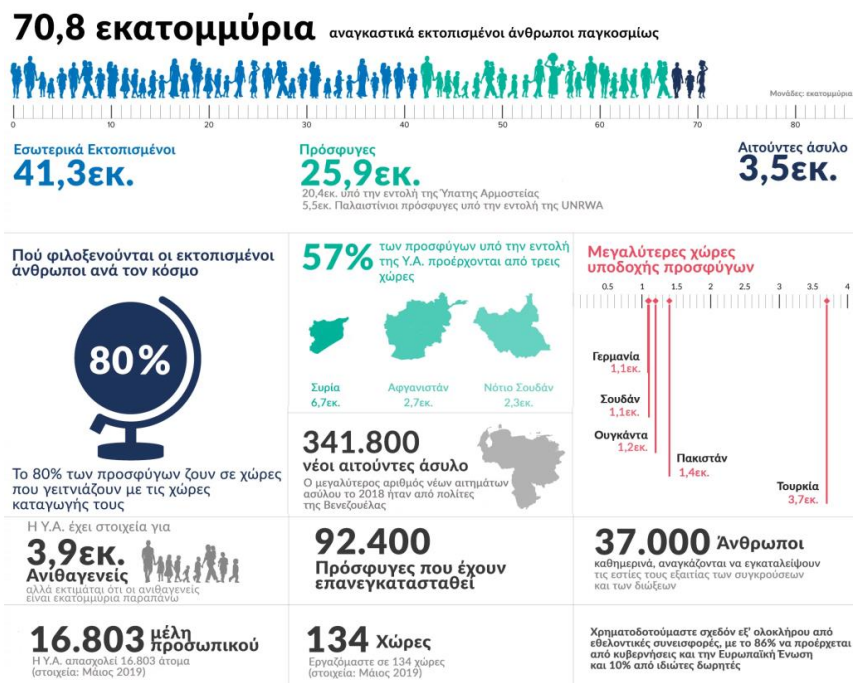 70,8 εκατομμύρια αναγκαστικά εκτοπισμένοι άνθρωποι παγκοσμίως
Μονάδες: εκατομμύρια
0 10 20 30 40 50 60 70 80
Εσωτερικά Εκτοπισμένοι
41,3εκ.
Πρόσφυγες
25,9εκ.
20,4εκ. υπό την εντολή της Ύπατης Αρμοστείας
5,5εκ. Παλαιστίνιοι πρόσφυγες υπό την εντολή της UNRWA
Αιτούντες άσυλο
3,5εκ.
Πού φιλοξενούνται οι εκτοπισμένοι
άνθρωποι ανά τον κόσμο
80%
Το 80% των προσφύγων ζουν σε χώρες
που γειτνιάζουν με τις χώρες
καταγωγής τους
57% των προσφύγων υπό την εντολή
της Υ.Α. προέρχονται από τρεις
χώρες
Συρία
6,7εκ.
Αφγανιστάν
2,7εκ.
Νότιο Σουδάν
2,3εκ.
341.800
νέοι αιτούντες άσυλο
Ο μεγαλύτερος αριθμός νέων αιτημάτων
ασύλου το 2018 ήταν από πολίτες
της Βενεζουέλας
Μεγαλύτερες χώρες
υποδοχής προσφύγων
0.5 1 1.5 2 2.5 3 3.5 4
Γερμανία
1,1εκ.
Σουδάν
1,1εκ.
Ουγκάντα
1,2εκ.
Πακιστάν
1,4εκ.
Τουρκία
3,7εκ.
Η Υ.Α. έχει στοιχεία για
3,9εκ.
Ανιθαγενείς
αλλά εκτιμάται ότι οι ανιθαγενείς
είναι εκατομμύρια παραπάνω
92.400
Πρόσφυγες που έχουν
επανεγκατασταθεί
37.000 Άνθρωποι
καθημερινά, αναγκάζονται να εγκαταλείψουν
τις εστίες τους εξαιτίας των συγκρούσεων
και των διώξεων
16.803 μέλη
προσωπικού
Η Υ.Α. απασχολεί 16.803 άτομα
(στοιχεία: Μάιος 2019)
134 Χώρες
Εργαζόμαστε σε 134 χώρες
(στοιχεία: Μάιος 2019)
Χρηματοδοτούμαστε σχεδόν εξ' ολοκλήρου από
εθελοντικές συνεισφορές, με το 86% να προέρχεται
από κυβερνήσεις και την Ευρωπαϊκή Ένωση
και 10% από ιδιώτες δωρητές